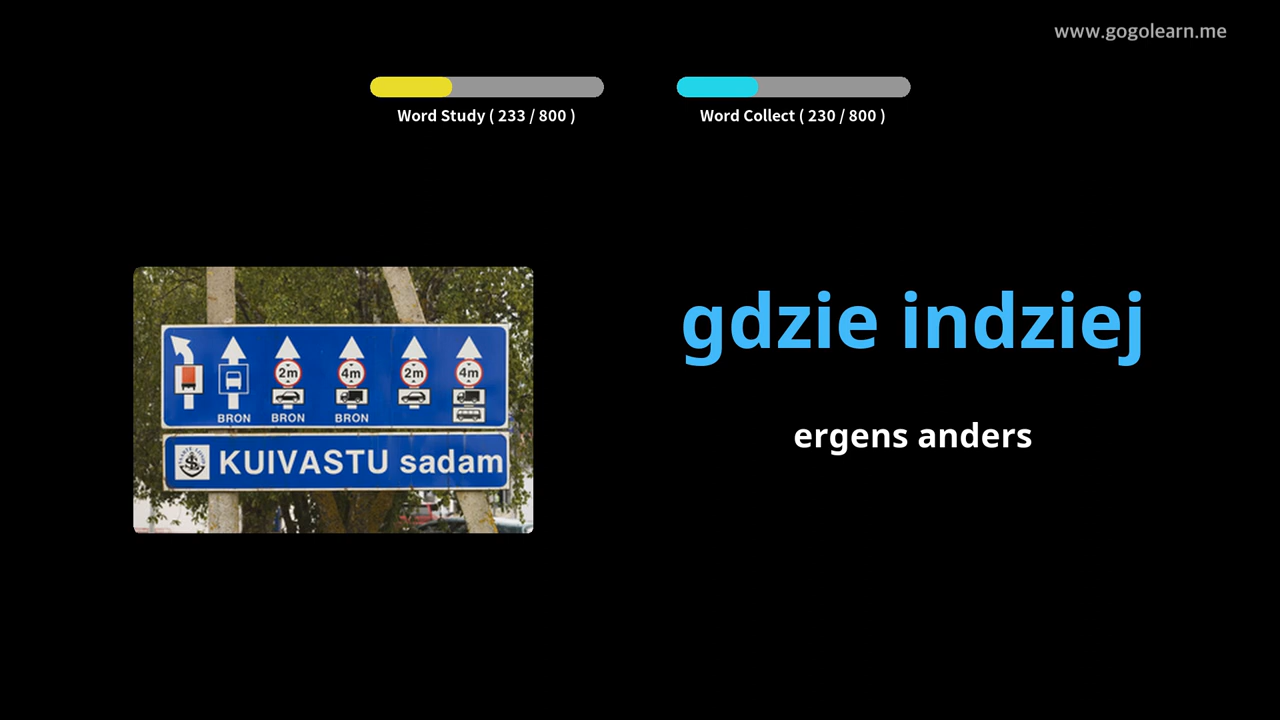 www.gogolearn.me
Word Study ( 233 / 800 )
Word Collect ( 230 / 800 )
gdzie indziej
ergens anders
2m 4m 2m 4m
BRON BRON BRON
KUIVASTU sadam